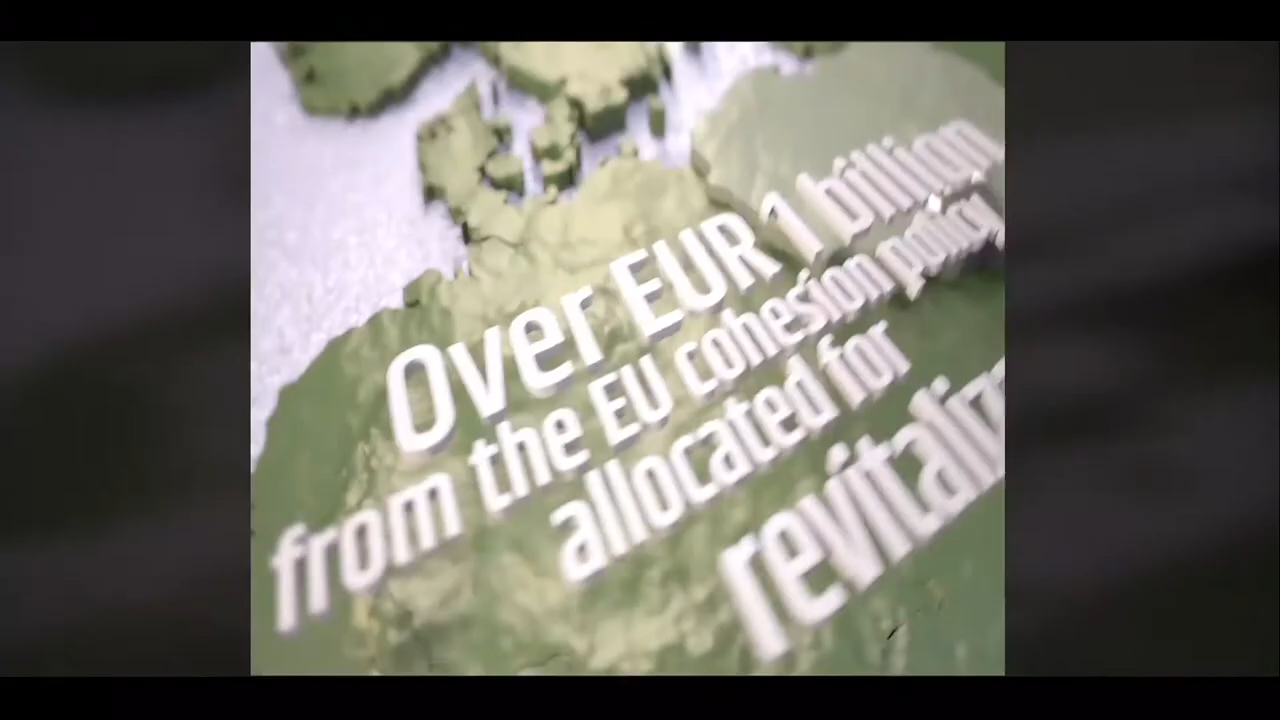 Over EUR 1 billion
from the EU cohesion policy
allocated for
revitaliz